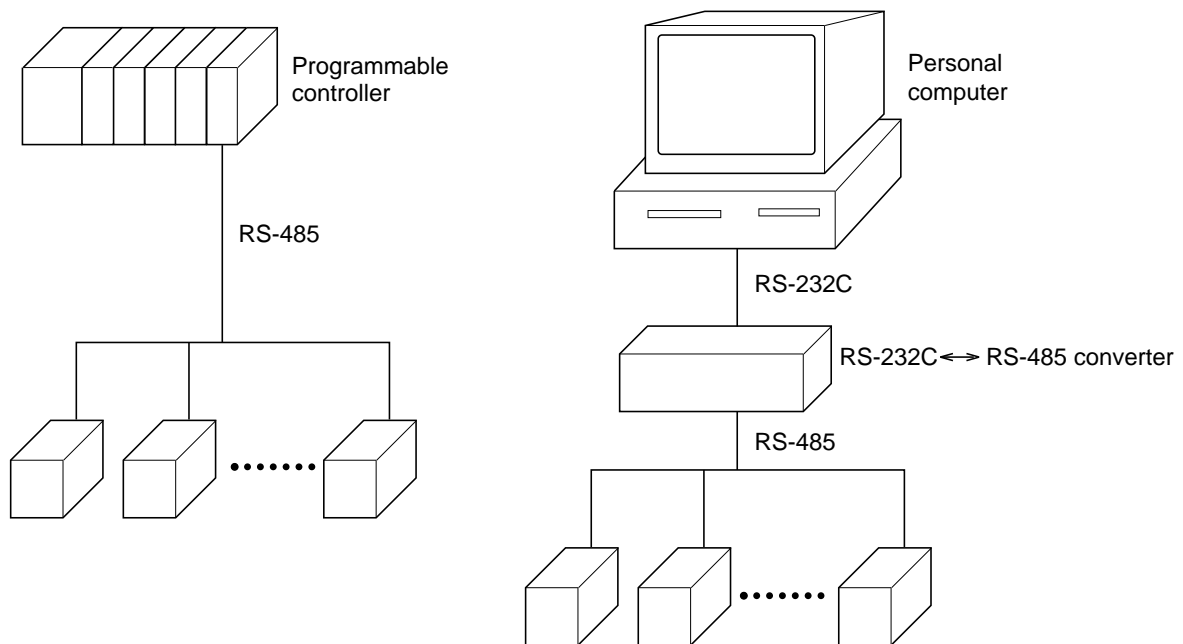 Programmable
controller
RS-485
Personal
computer
RS-232C
RS-232C ↔ RS-485 converter
RS-485